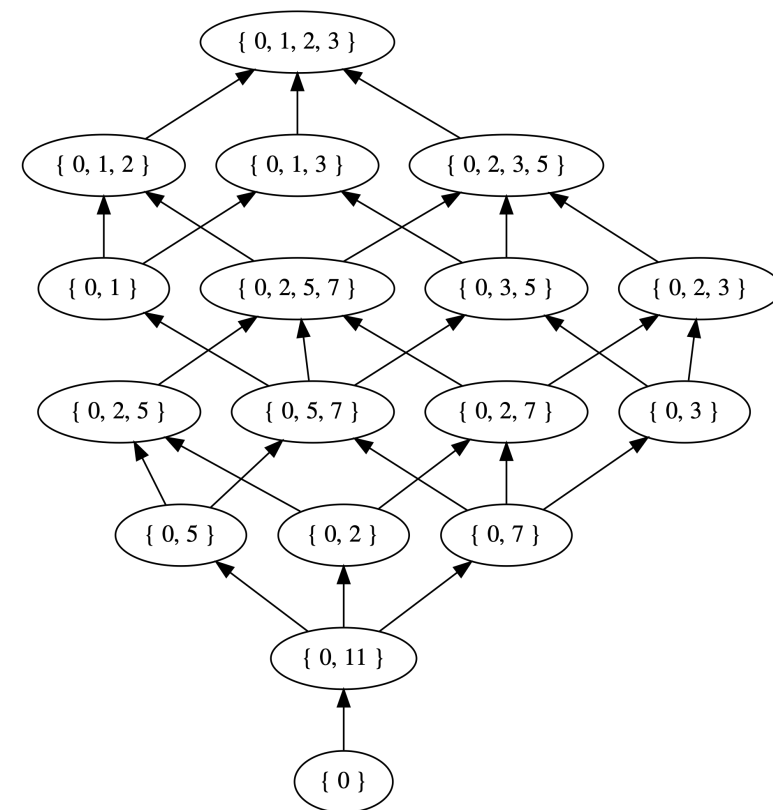 { 0, 1, 2, 3 }
{ 0, 1, 2 } { 0, 1, 3 } { 0, 2, 3, 5 }
{ 0, 1 } { 0, 2, 5, 7 } { 0, 3, 5 } { 0, 2, 3 }
{ 0, 2, 5 } { 0, 5, 7 } { 0, 2, 7 } { 0, 3 }
{ 0, 5 } { 0, 2 } { 0, 7 }
{ 0, 11 }
{ 0 }